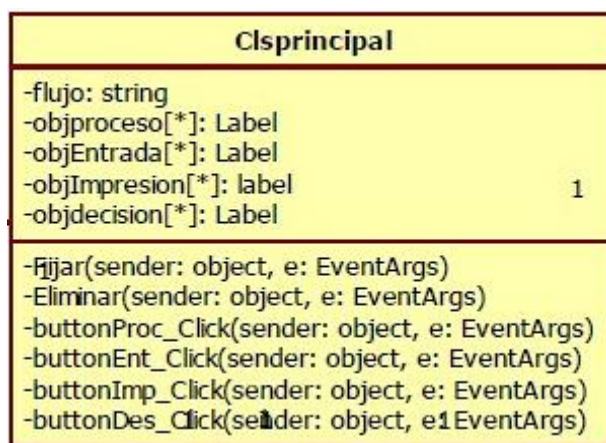 Clsprincipal
-flujo: string
-objproceso[*]: Label
-objEntrada[*]: Label
-objImpresion[*]: label
1
-objdecision[*]: Label
-Fijar(sender: object, e: EventArgs)
-Eliminar(sender: object, e: EventArgs)
-buttonProc_Click(sender: object, e: EventArgs)
-buttonEnt_Click(sender: object, e: EventArgs)
-buttonImp_Click(sender: object, e: EventArgs)
-buttonDes_Click(sender: object, e: EventArgs)